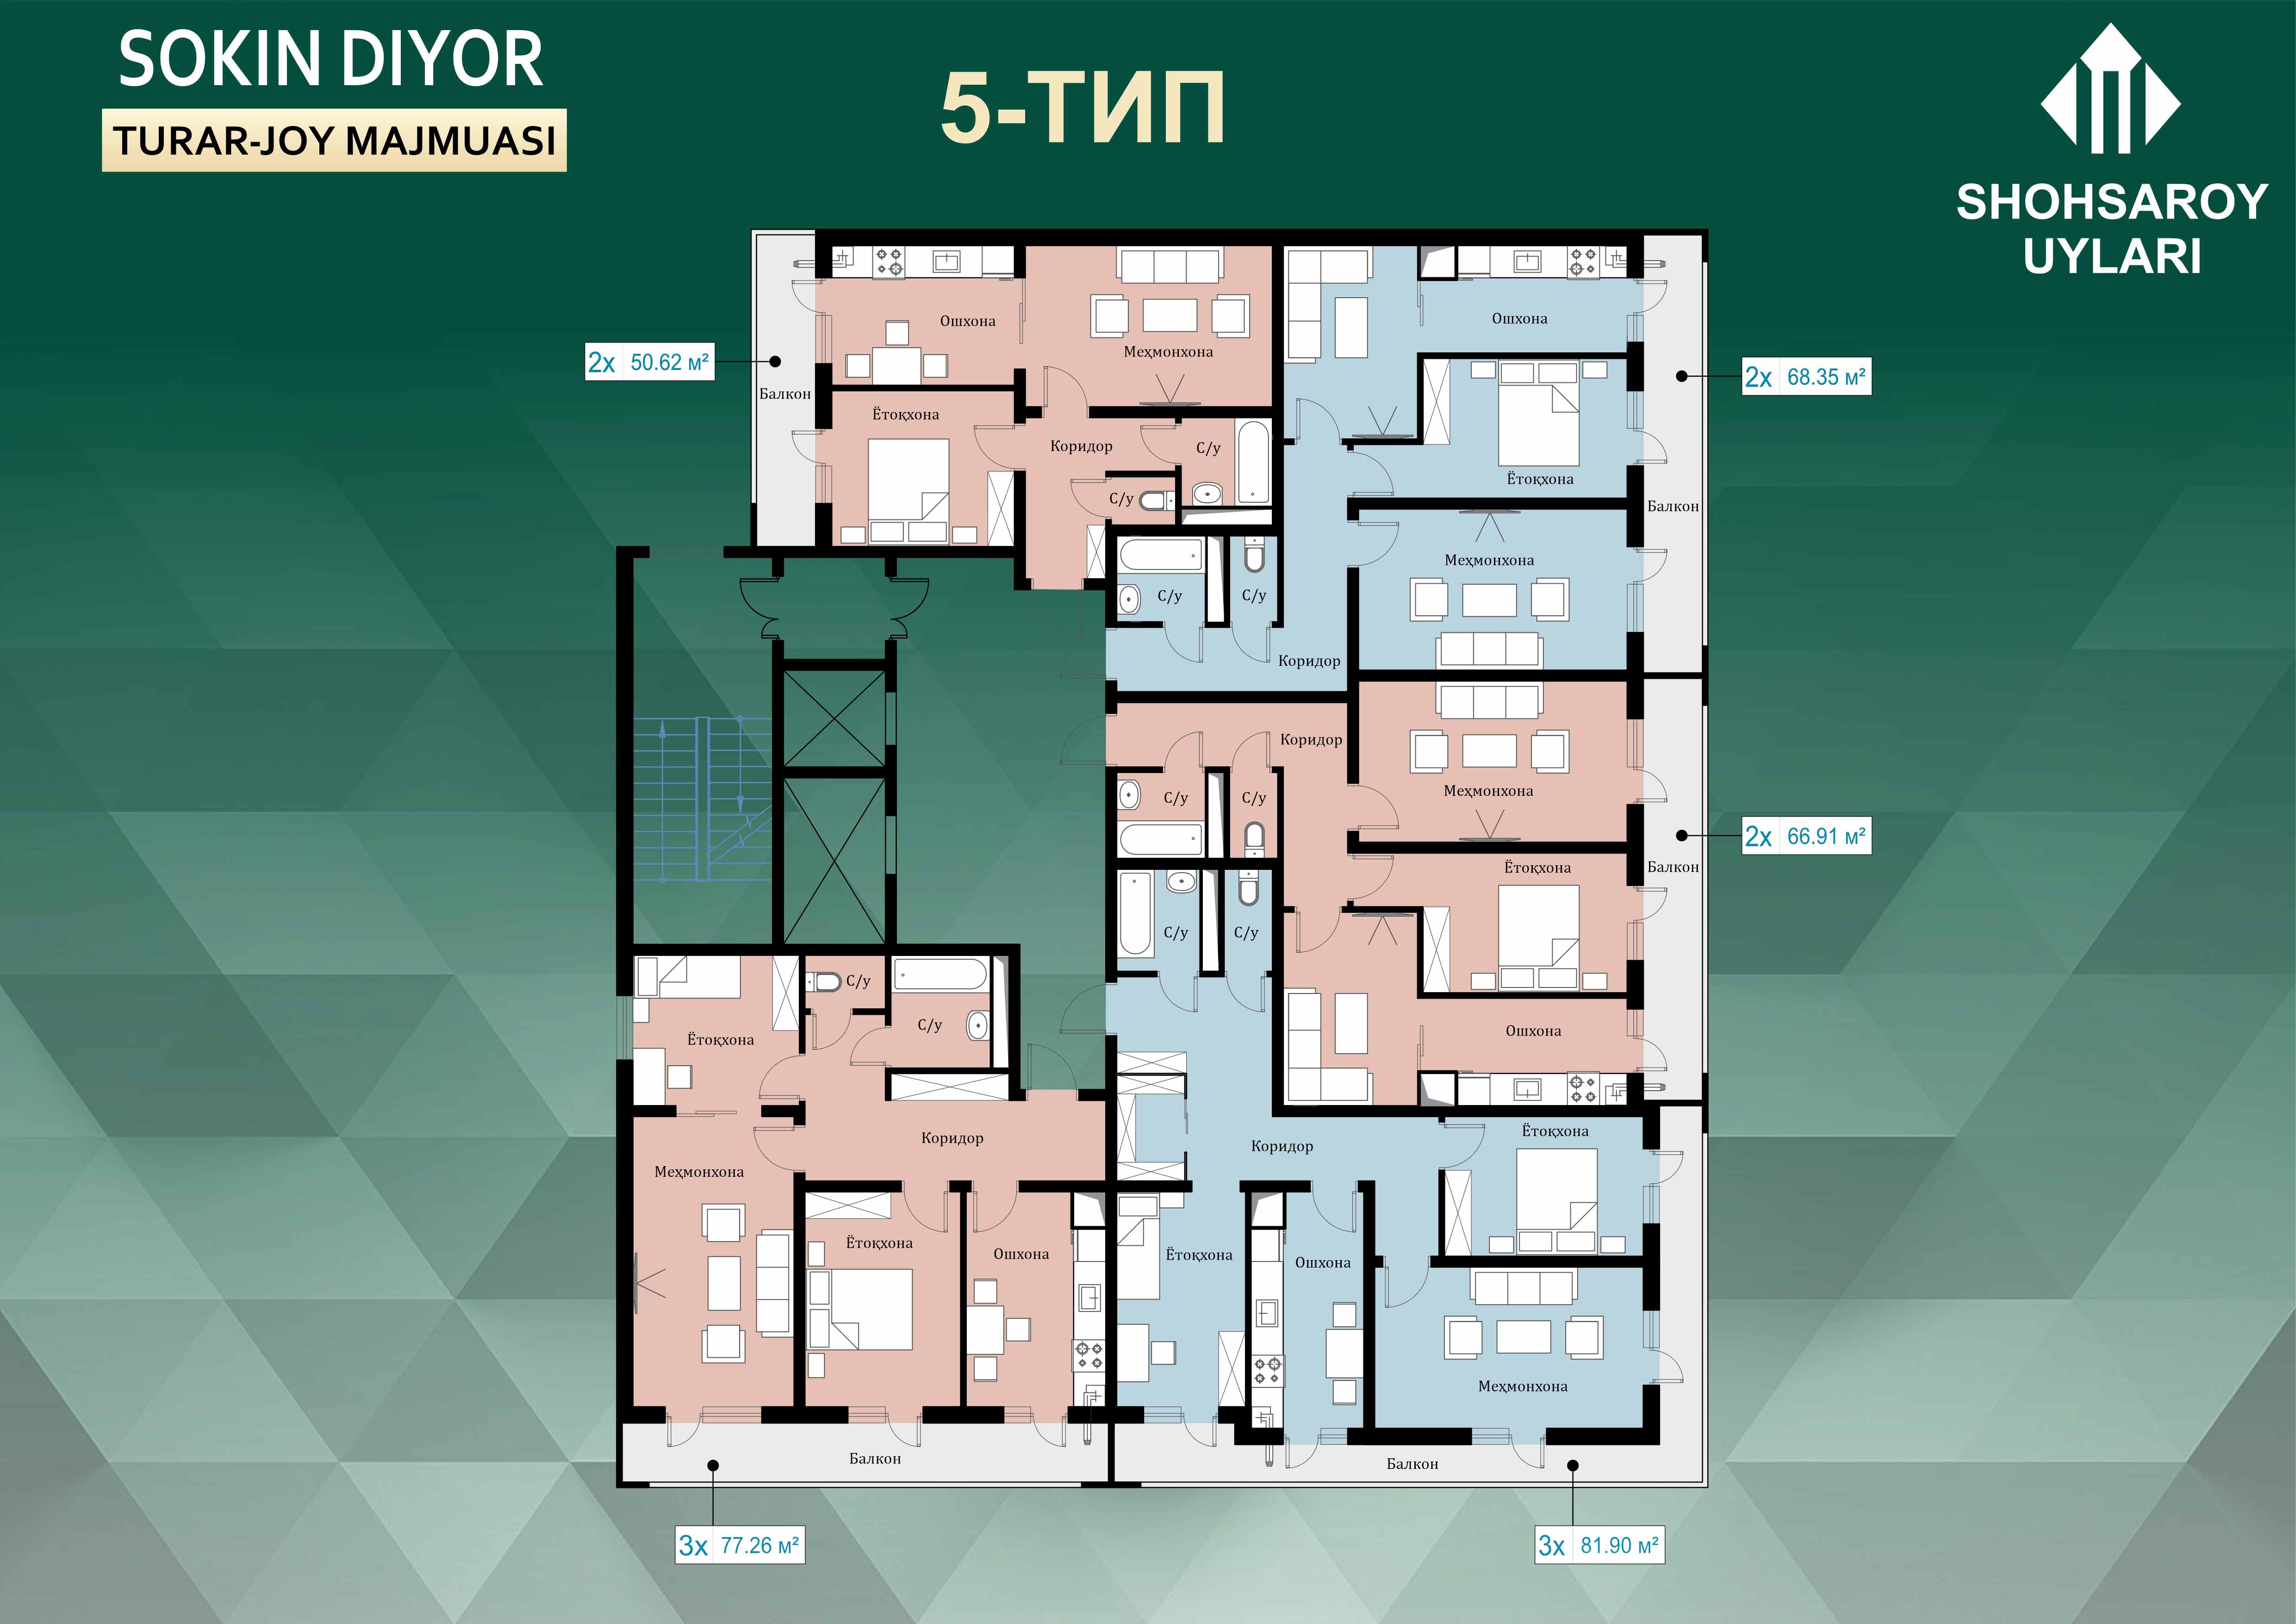 SOKIN DIYOR
TURAR-JOY MAJMUASI
5-ТИП
SHOHSAROY
UYLARI
Ошхона
Меҳмонхона
Ошхона
2x 50.62 м²
2x 68.35 м²
Балкон
Ётоқхона
Коридор
С/у
Ётоқхона
С/у
Балкон
Меҳмонхона
С/у
С/у
Коридор
Коридор
Меҳмонхона
С/у
С/у
2x 66.91 м²
Ётоқхона
Балкон
С/у
С/у
С/у
С/у
Ётоқхона
Ошхона
Коридор
Коридор
Ётоқхона
Меҳмонхона
Ётоқхона
Ошхона
Ётоқхона
Ошхона
Меҳмонхона
Балкон
Балкон
3x 77.26 м²
3x 81.90 м²